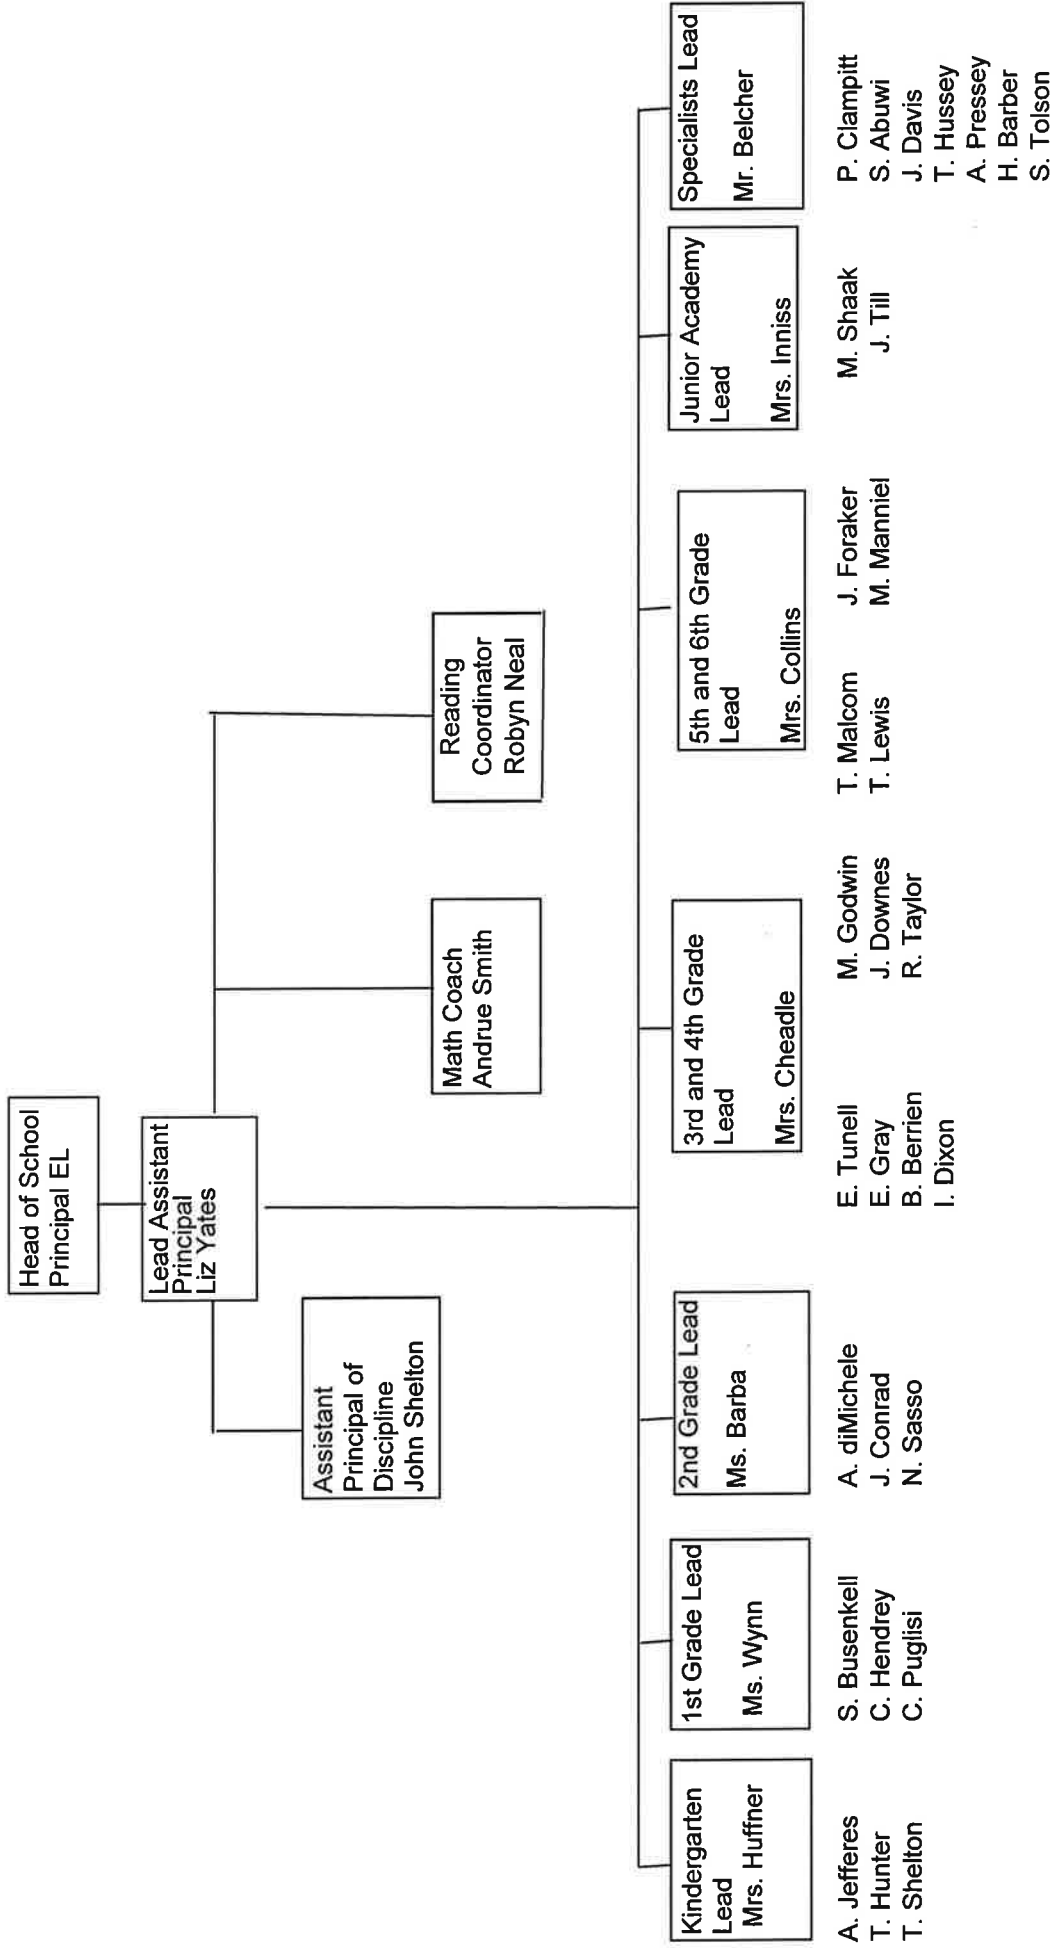 Head of School
Principal EL
Lead Assistant
Principal
Liz Yates
Assistant
Principal of
Discipline
John Shelton
Math Coach
Andrue Smith
Reading
Coordinator
Robyn Neal
Kindergarten
Lead
Mrs. Huffner
1st Grade Lead
Ms. Wynn
2nd Grade Lead
Ms. Barba
3rd and 4th Grade
Lead
Mrs. Cheadle
5th and 6th Grade
Lead
Mrs. Collins
Junior Academy
Lead
Mrs. Inniss
Specialists Lead
Mr. Belcher
A. Jefferes
T. Hunter
T. Shelton
S. Busenkell
C. Hendrey
C. Puglisi
A. diMichele
J. Conrad
N. Sasso
E. Tunell
E. Gray
B. Berrien
I. Dixon
M. Godwin
J. Downes
R. Taylor
T. Malcom
T. Lewis
J. Foraker
M. Manniel
M. Shaak
J. Till
P. Clampitt
S. Abuwi
J. Davis
T. Hussey
A. Pressey
H. Barber
S. Tolson